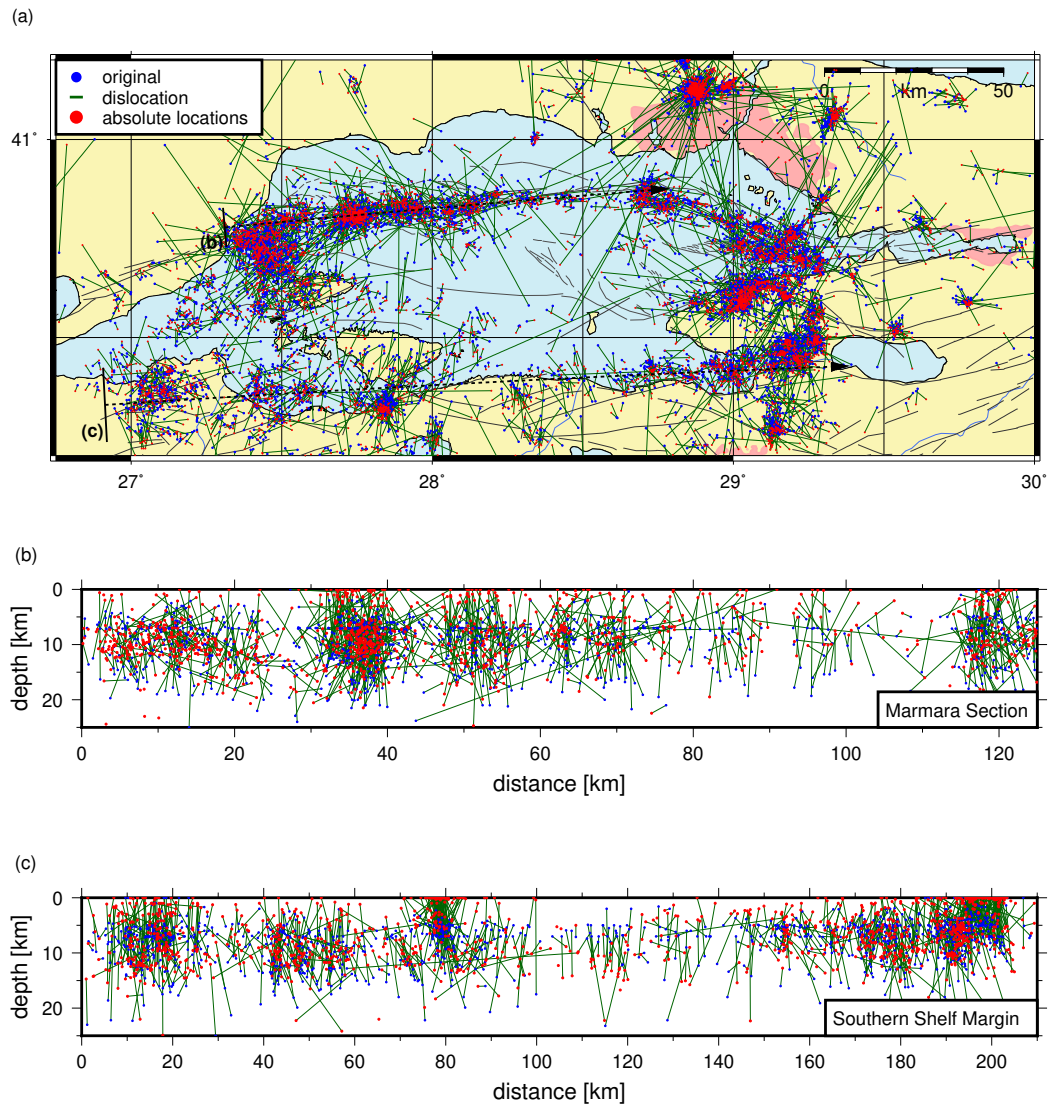 (a)
original
dislocation
absolute locations
0 Km 50
41°
(b)
(c)
27° 28° 29° 30°
(b)
0
10
20
depth [km]
Marmara Section
0 20 40 60 80 100 120
distance [km]
(c)
0
10
20
depth [km]
Southern Shelf Margin
0 20 40 60 80 100 120 140 160 180 200
distance [km]